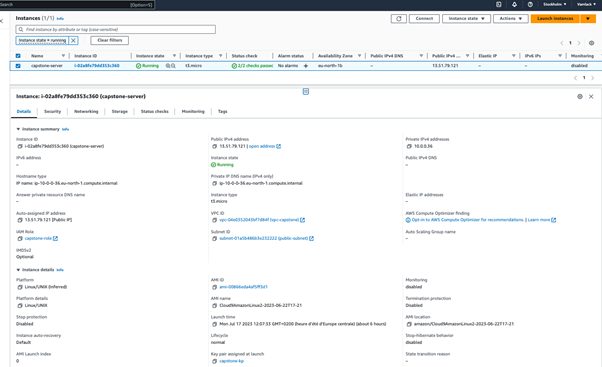 Search
[Option+S]
Stockholm
Vanilack
Instances (1/1) Info
Connect
Instance state
Actions
Launch instances
Find instance by attribute or tag (case-sensitive)
Instance state = running
Clear filters
1
Name
Instance ID
Instance state
Instance type
Status check
Alarm status
Availability Zone
Public IPv4 DNS
Public IPv4 ...
Elastic IP
IPv6 IPs
Monitoring
capstone-server
i-02a8fe79dd353c360
Running
t3.micro
2/2 checks passed
No alarms +
eu-north-1b
–
13.51.79.121
–
–
disabled
Instance: i-02a8fe79dd353c360 (capstone-server)
Details
Security
Networking
Storage
Status checks
Monitoring
Tags
Instance summary Info
Instance ID
Public IPv4 address
Private IPv4 addresses
i-02a8fe79dd353c360 (capstone-server)
13.51.79.121 | open address
10.0.0.36
IPv6 address
Instance state
Public IPv4 DNS
–
Running
–
Hostname type
Private IP DNS name (IPv4 only)
IP name: ip-10-0-0-36.eu-north-1.compute.internal
ip-10-0-0-36.eu-north-1.compute.internal
Answer private resource DNS name
Instance type
Elastic IP addresses
–
t3.micro
–
Auto-assigned IP address
VPC ID
AWS Compute Optimizer finding
13.51.79.121 [Public IP]
(vpc-capstone)
Opt-in to AWS Compute Optimizer for recommendations. | Learn more
IAM Role
Subnet ID
Auto Scaling Group name
capstone-role
(public-subnet)
–
IMDSv2
Optional
Instance details Info
Platform
AMI ID
Monitoring
Linux/UNIX (Inferred)
ami-00866ada4af5ff3d1
disabled
Platform details
AMI name
Termination protection
Linux/UNIX
Cloud9AmazonLinux2-2023-06-22T17-21
Disabled
Stop protection
Launch time
AMI location
Disabled
Mon Jul 17 2023 12:07:33 GMT+0200 (heure d'été d'Europe centrale) (about 6 hours)
amazon/Cloud9AmazonLinux2-2023-06-22T17-21
Instance auto-recovery
Lifecycle
Stop-hibernate behavior
Default
normal
disabled
AMI Launch index
Key pair assigned at launch
State transition reason
0
capstone-kp
–